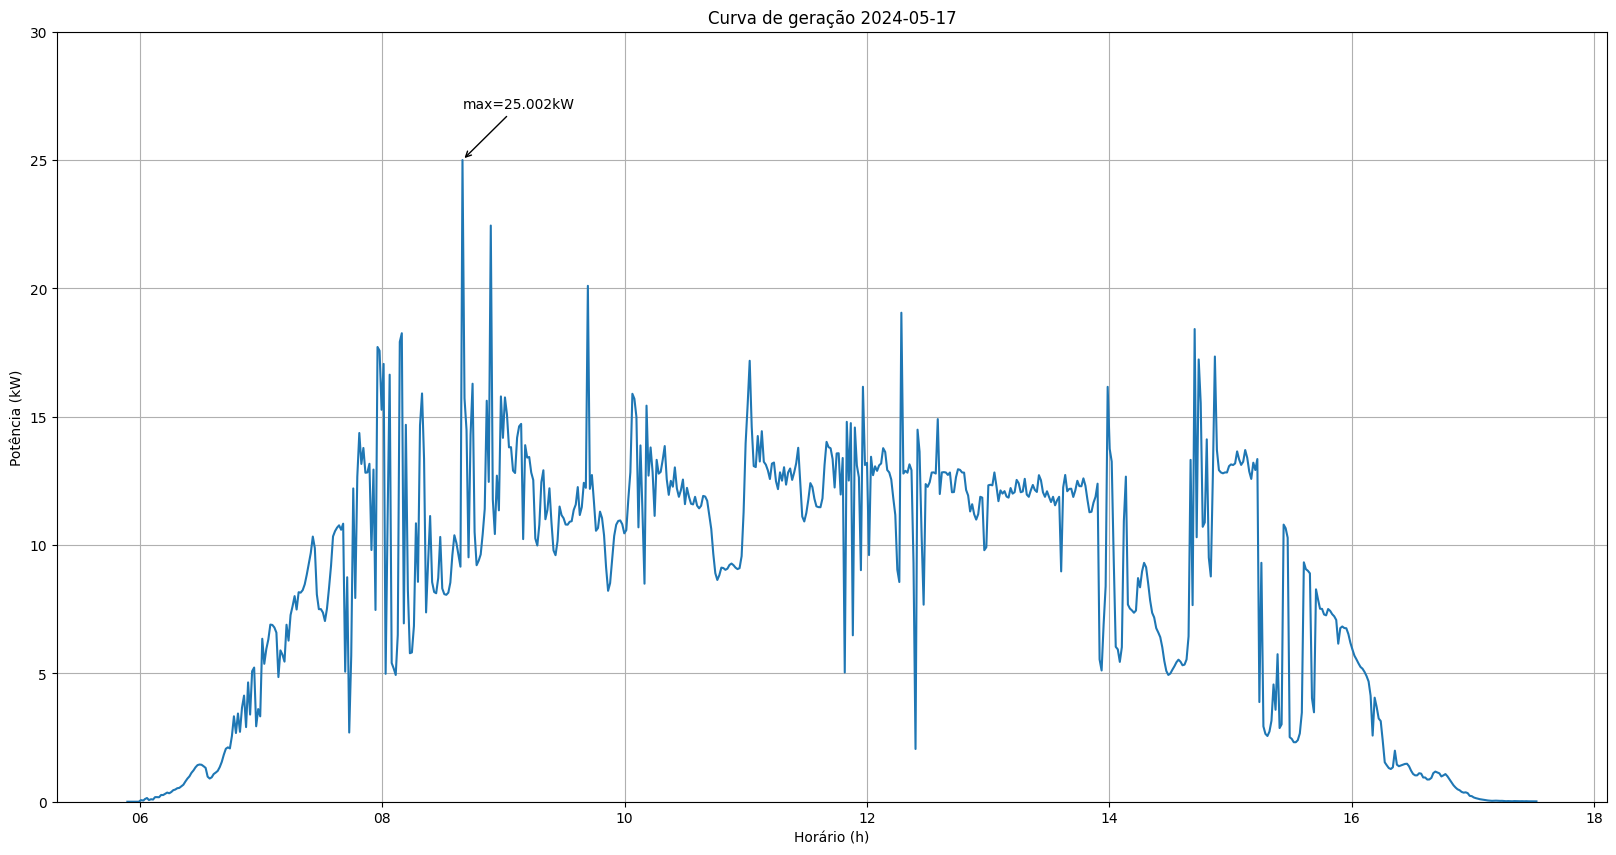 Curva de geração 2024-05-17
30
max=25.002kW
25
20
15
10
5
0
Potência (kW)
06 08 10 12 14 16 18
Horário (h)